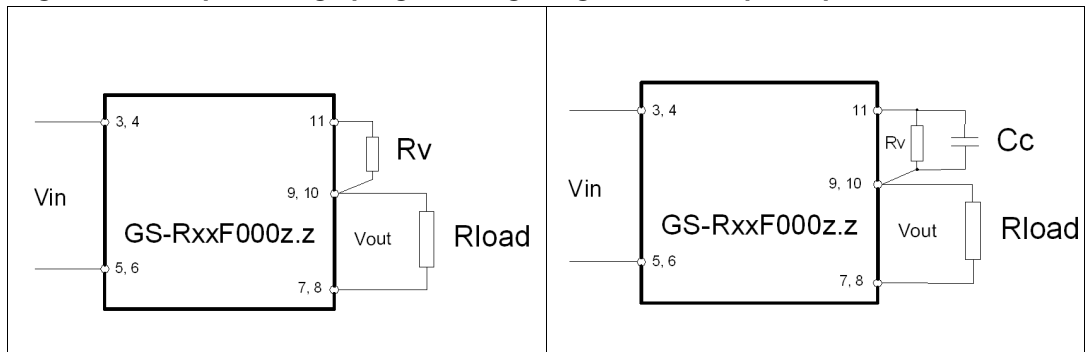 3, 4
11
Rv
9, 10
Vin
GS-RxxF000z.z
Vout
Rload
5, 6
7, 8
3, 4
11
Rv
Cc
9, 10
Vin
GS-RxxF000z.z
Vout
Rload
5, 6
7, 8